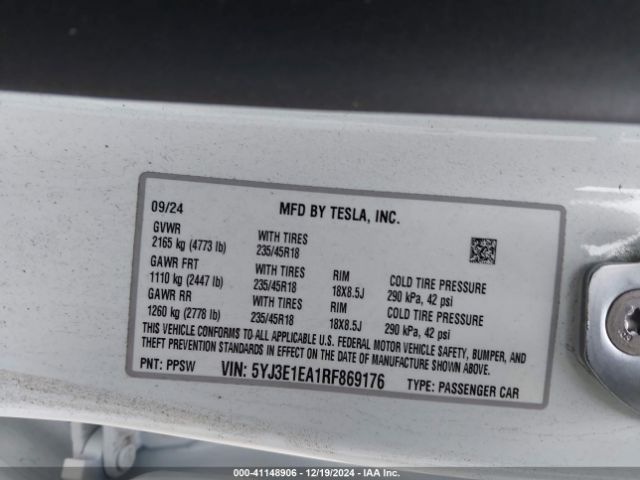 09/24 MFD BY TESLA, INC.
GVWR
2165 kg (4773 lb) WITH TIRES 235/45R18
GAWR FRT
1110 kg (2447 lb) WITH TIRES 235/45R18 RIM 18X8.5J COLD TIRE PRESSURE 290 kPa, 42 psi
GAWR RR
1260 kg (2778 lb) WITH TIRES 235/45R18 RIM 18X8.5J COLD TIRE PRESSURE 290 kPa, 42 psi
THIS VEHICLE CONFORMS TO ALL APPLICABLE U.S. FEDERAL MOTOR VEHICLE SAFETY, BUMPER, AND
THEFT PREVENTION STANDARDS IN EFFECT ON THE DATE OF MANUFACTURE SHOWN ABOVE.
PNT: PPSW VIN: 5YJ3E1EA1RF869176 TYPE: PASSENGER CAR
000-41148906 - 12/19/2024 - IAA Inc.